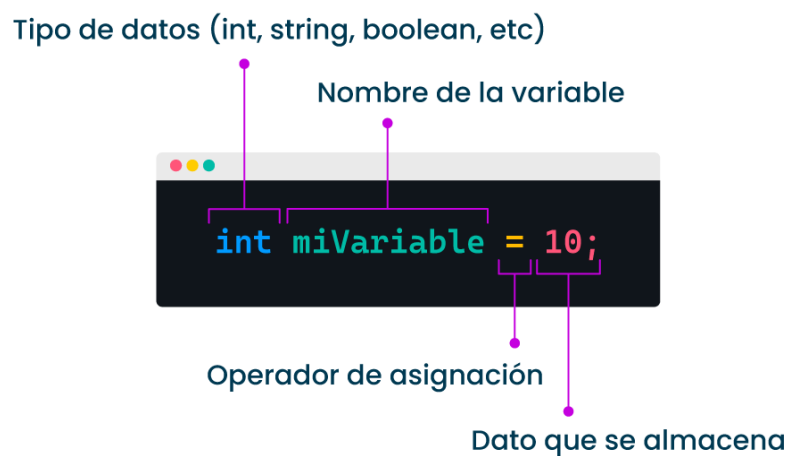 Tipo de datos (int, string, boolean, etc)
Nombre de la variable
int miVariable = 10;
Operador de asignación
Dato que se almacena